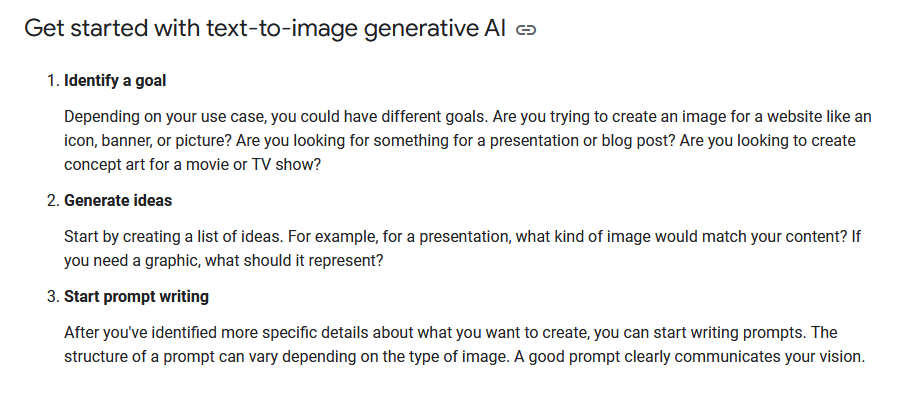 Get started with text-to-image generative AI
1. Identify a goal
Depending on your use case, you could have different goals. Are you trying to create an image for a website like an
icon, banner, or picture? Are you looking for something for a presentation or blog post? Are you looking to create
concept art for a movie or TV show?
2. Generate ideas
Start by creating a list of ideas. For example, for a presentation, what kind of image would match your content? If
you need a graphic, what should it represent?
3. Start prompt writing
After you've identified more specific details about what you want to create, you can start writing prompts. The
structure of a prompt can vary depending on the type of image. A good prompt clearly communicates your vision.